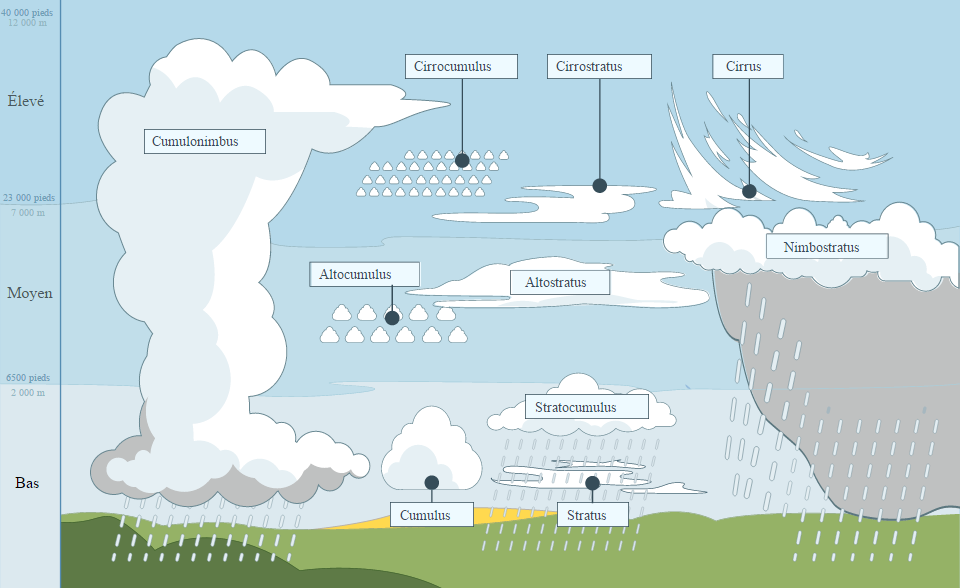 40 000 pieds
12 000 m
Cirrocumulus
Cirrostratus
Cirrus
Élevé
Cumulonimbus
23 000 pieds
7 000 m
Nimbostratus
Altocumulus
Altostratus
Moyen
6500 pieds
2 000 m
Stratocumulus
Bas
Cumulus
Stratus